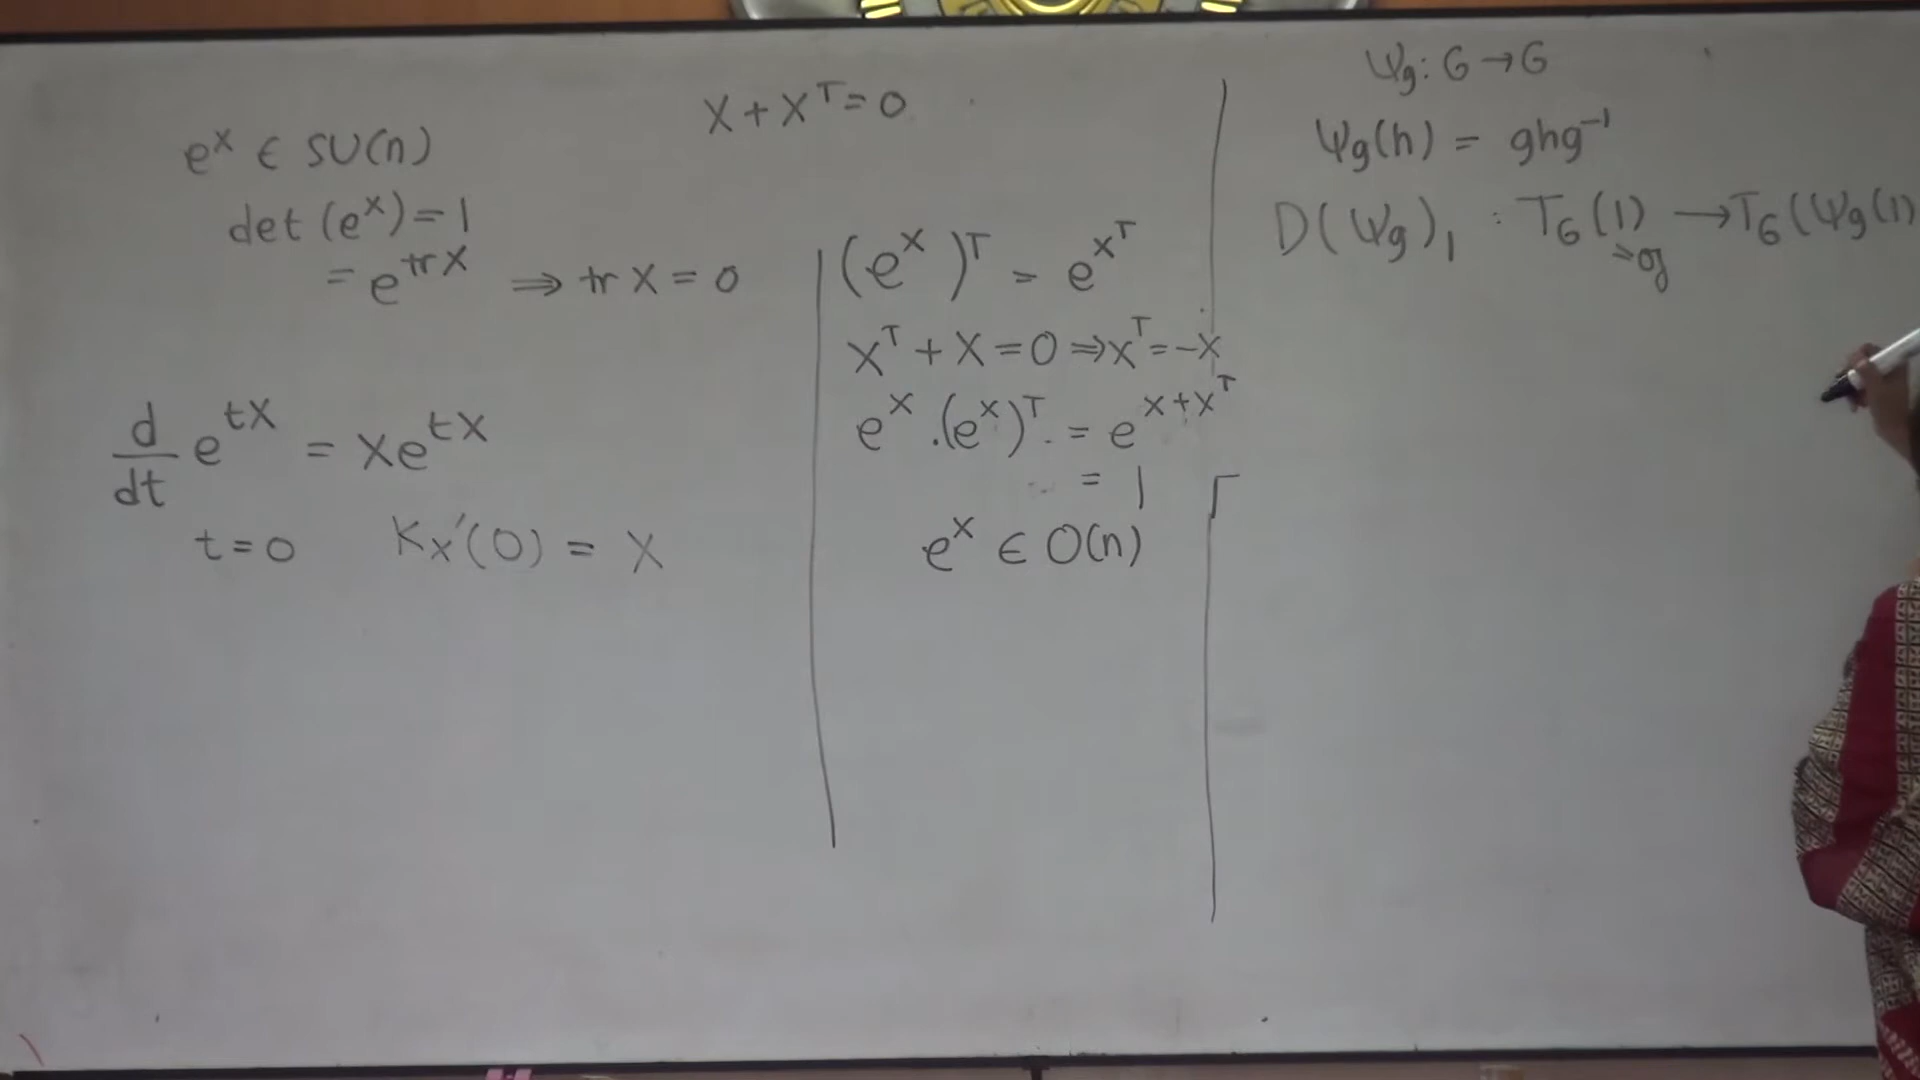 e^x ∈ SU(n)
det (e^x) = 1
= e^{tr X} ⇒ tr X = 0
d/dt e^{tX} = Xe^{tX}
t = 0 K_X'(0) = X
X + X^T = 0
(e^X)^T = e^{X^T}
X^T + X = 0 ⇒ X^T = -X
e^X .(e^X)^T = e^{X+X^T}
= 1
e^X ∈ O(n)
Ψ_g : G → G
Ψ_g(h) = ghg^{-1}
D(Ψ_g)_1 : T_G(1) → T_G(Ψ_g(1)